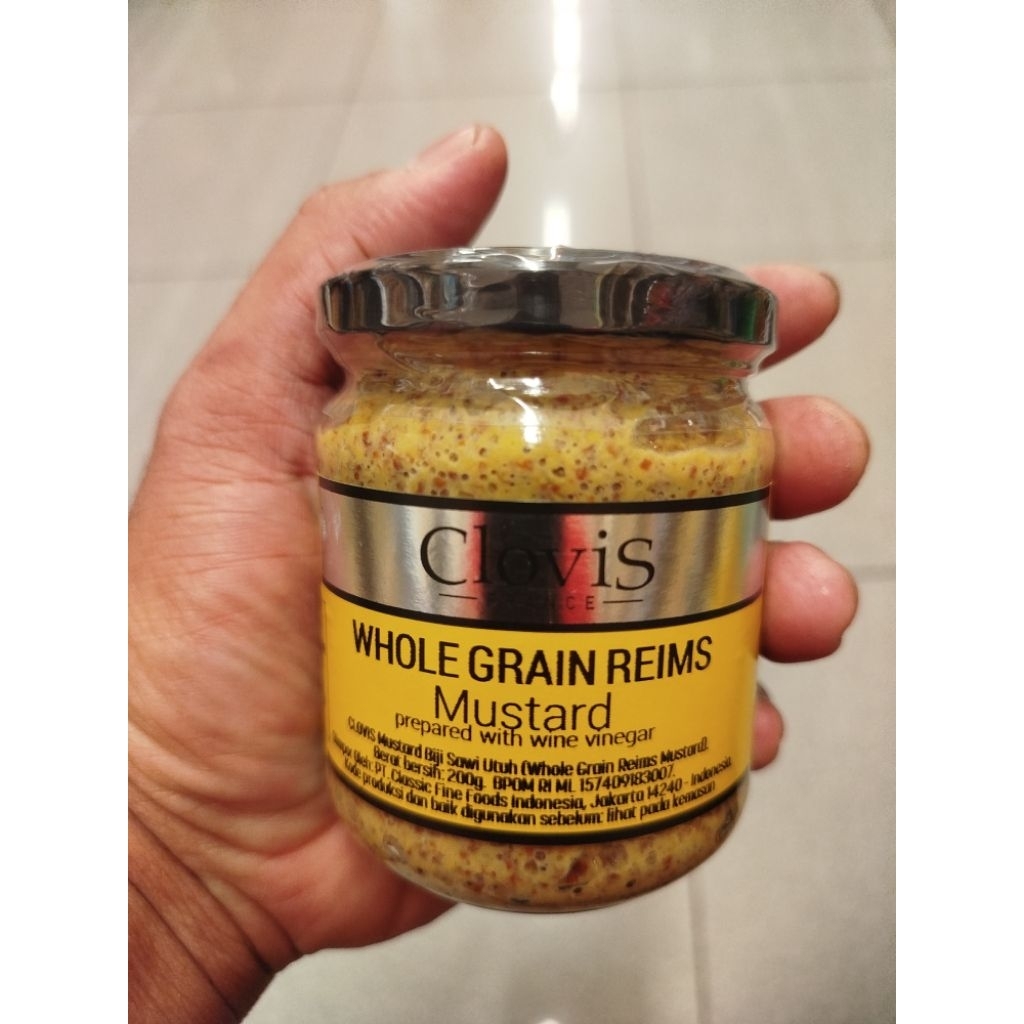 Clovis
WHOLE GRAIN REIMS
Mustard
prepared with wine vinegar
CLOVIS Mustard Biji Sawi Utuh (Whole Grain Reims Mustard).
Berat bersih: 200g. BPOM RI ML 157409183007.
Oleh: PT. Classic Fine Foods Indonesia, Jakarta 14240 - Indonesia.
Kode produksi dan baik digunakan sebelum: lihat pada kemasan